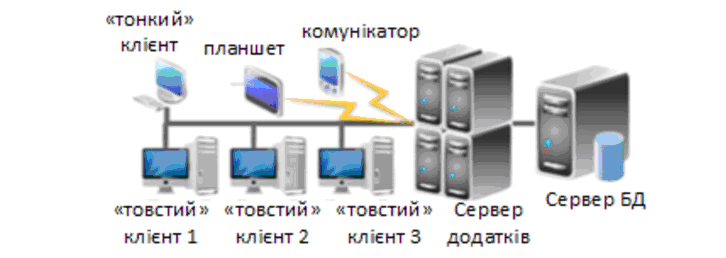 «тонкий»
клієнт
планшет
комунікатор
«товстий»
клієнт 1
«товстий»
клієнт 2
«товстий»
клієнт 3
Сервер
додатків
Сервер БД